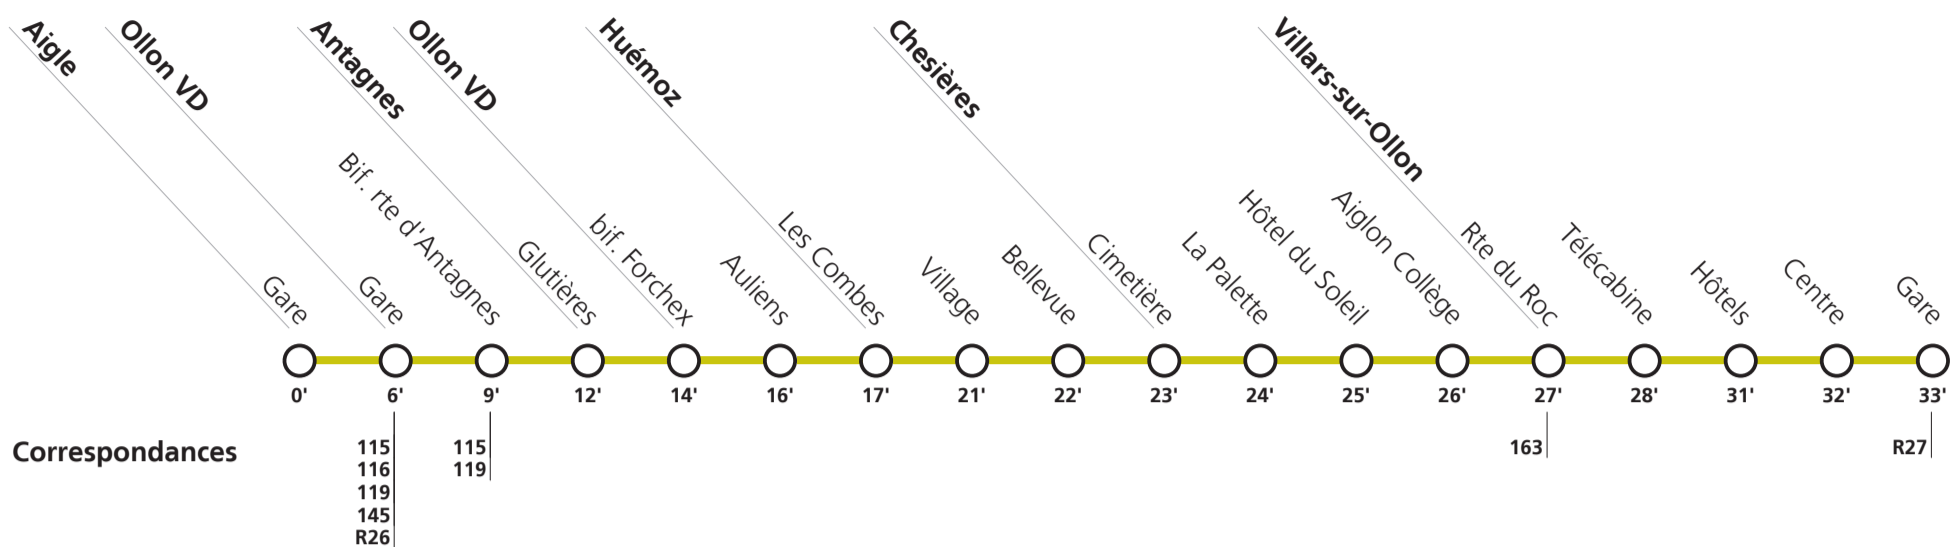 Aigle
Ollon VD
Antagnes
Ollon VD
Huémoz
Chesières
Villars-sur-Ollon
Gare
Gare
Bif. rte d'Antagnes
Glutières
bif. Forchex
Auliens
Les Combes
Village
Bellevue
Cimetière
La Palette
Hôtel du Soleil
Aiglon Collège
Rte du Roc
Télécabine
Hôtels
Centre
Gare
0' 6' 9' 12' 14' 16' 17' 21' 22' 23' 24' 25' 26' 27' 28' 31' 32' 33'
Correspondances
115
116
119
145
R26
115
119
163
R27